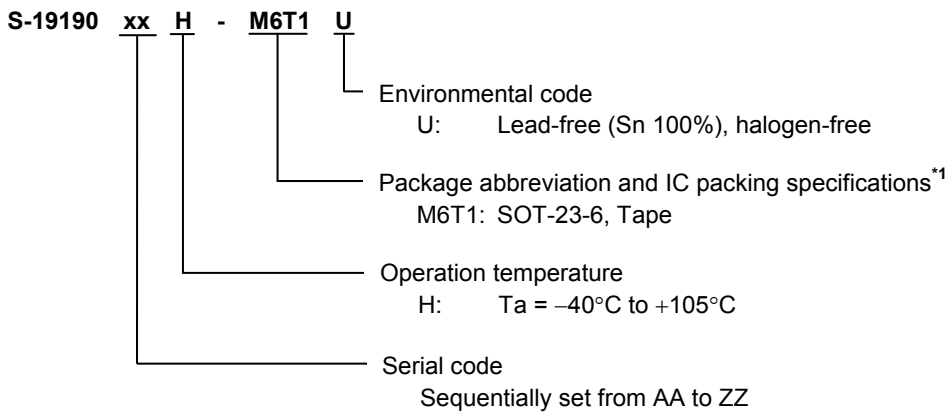 S-19190 xx H - M6T1 U
Environmental code
U: Lead-free (Sn 100%), halogen-free
Package abbreviation and IC packing specifications*1
M6T1: SOT-23-6, Tape
Operation temperature
H: Ta = −40°C to +105°C
Serial code
Sequentially set from AA to ZZ